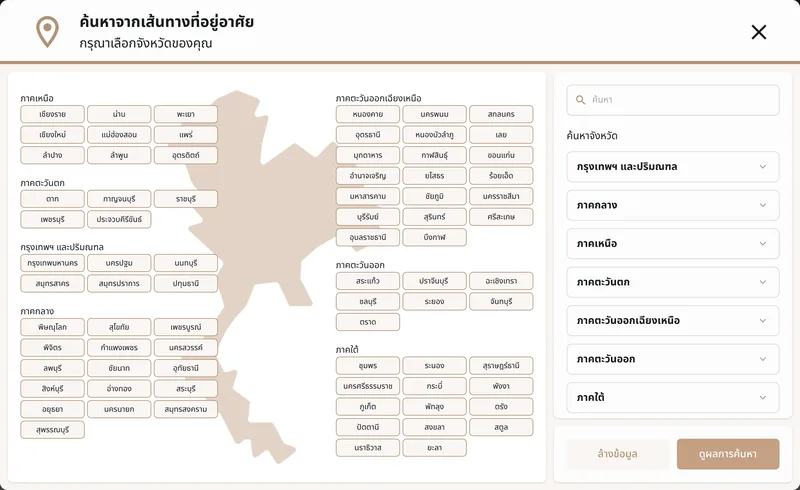 ค้นหาจากเส้นทางที่อยู่อาศัย
กรุณาเลือกจังหวัดของคุณ
ภาคเหนือ
เชียงราย น่าน พะเยา
เชียงใหม่ แม่ฮ่องสอน แพร่
ลำปาง ลำพูน อุตรดิตถ์
ภาคตะวันตก
ตาก กาญจนบุรี ราชบุรี
เพชรบุรี ประจวบคีรีขันธ์
กรุงเทพฯ และปริมณฑล
กรุงเทพมหานคร นครปฐม นนทบุรี
สมุทรสาคร สมุทรปราการ ปทุมธานี
ภาคกลาง
พิษณุโลก สุโขทัย เพชรบูรณ์
พิจิตร กำแพงเพชร นครสวรรค์
ลพบุรี ชัยนาท อุทัยธานี
สิงห์บุรี อ่างทอง สระบุรี
อยุธยา นครนายก สมุทรสงคราม
สุพรรณบุรี
ภาคตะวันออกเฉียงเหนือ
หนองคาย นครพนม สกลนคร
อุดรธานี หนองบัวลำภู เลย
มุกดาหาร กาฬสินธุ์ ขอนแก่น
อำนาจเจริญ ยโสธร ร้อยเอ็ด
มหาสารคาม ชัยภูมิ นครราชสีมา
บุรีรัมย์ สุรินทร์ ศรีสะเกษ
อุบลราชธานี บึงกาฬ
ภาคตะวันออก
สระแก้ว ปราจีนบุรี ฉะเชิงเทรา
ชลบุรี ระยอง จันทบุรี
ตราด
ภาคใต้
ชุมพร ระนอง สุราษฎร์ธานี
นครศรีธรรมราช กระบี่ พังงา
ภูเก็ต พัทลุง ตรัง
ปัตตานี สงขลา สตูล
นราธิวาส ยะลา
ค้นหา
ค้นหาจังหวัด
กรุงเทพฯ และปริมณฑล
ภาคกลาง
ภาคเหนือ
ภาคตะวันตก
ภาคตะวันออกเฉียงเหนือ
ภาคตะวันออก
ภาคใต้
ล้างข้อมูล ดูผลการค้นหา